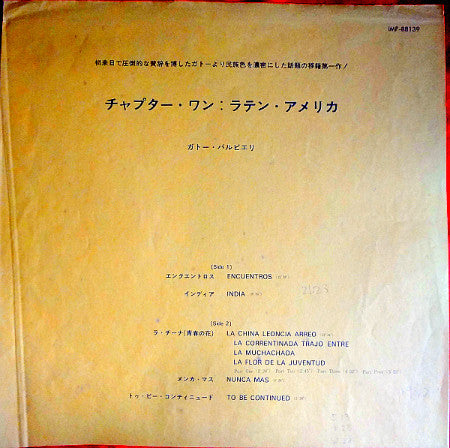 IMP-88129
初来日で圧倒的な賛辞を博したガトーより民族色を濃密にした話題の移籍第一作!
チャプター・ワン:ラテン・アメリカ
ガトー・バルビエリ
(Side 1)
エンクエントロス ENCUENTROS
インディア INDIA
2123
(Side 2)
ラ・チーナ(青春の花) LA CHINA LEONCIA ARREO
LA CORRENTINADA TRAJO ENTRE
LA MUCHACHADA
LA FLOR DE LA JUVENTUD
ヌンカ・マス NUNCA MAS
トゥ・ビー・コンティニュード TO BE CONTINUED